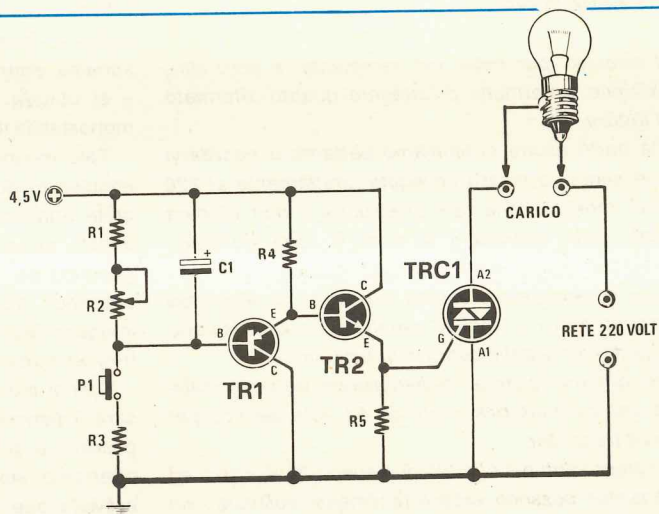 4,5V
R1
R2
P1
R3
C1
B
E
C
TR1
R4
B
C
E
TR2
R5
TRC1
A2
G
A1
CARICO
RETE 220 VOLT